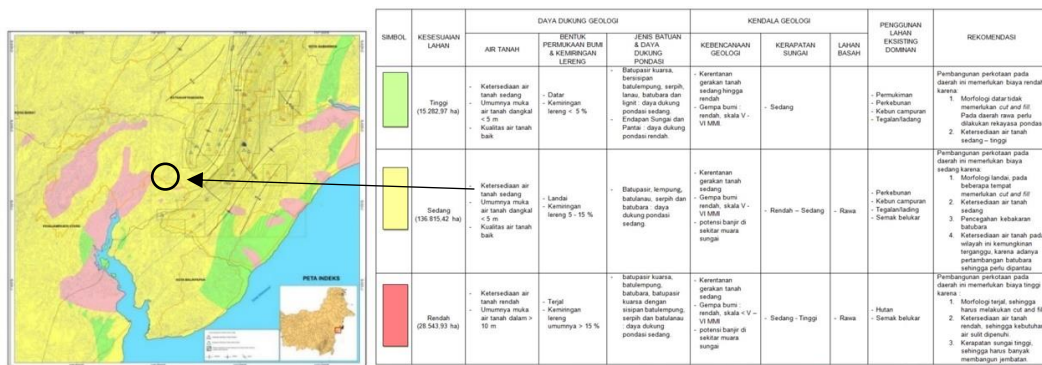 PETA INDEKS
SIMBOL
KESESUAIAN
LAHAN
DAYA DUKUNG GEOLOGI
AIR TANAH
BENTUK
PERMUKAAN BUMI
& KEMIRINGAN
LERENG
JENIS BATUAN
& DAYA
DUKUNG
PONDASI
KENDALA GEOLOGI
KEBENCANAAN
GEOLOGI
KERAPATAN
SUNGAI
LAHAN
BASAH
PENGGUNAN
LAHAN
EKSISTING
DOMINAN
REKOMENDASI
Tinggi
(15.282,97 ha)
- Ketersediaan air
tanah sedang
- Umumnya muka
air tanah dangkal
< 5 m
- Kualitas air tanah
baik
- Datar
- Kemiringan
lereng < 5 %
- Batupasir kuarsa,
bersisipan
batulempung, serpih,
lanau, batubara dan
lignit : daya dukung
pondasi sedang.
- Endapan Sungai dan
Pantai : daya dukung
pondasi rendah.
- Kerentanan
gerakan tanah
sedang hingga
rendah
- Gempa bumi :
rendah, skala V -
VI MMI.
- Sedang
- Permukiman
- Perkebunan
- Kebun campuran
- Tegalan/ladang
Pembangunan perkotaan pada
daerah ini memerlukan biaya rendah
karena:
1. Morfologi datar tidak
memerlukan cut and fill.
Pada daerah rawa perlu
dilakukan rekayasa pondasi
2. Ketersediaan air tanah
sedang – tinggi
Sedang
(136.815,42 ha)
- Ketersediaan air
tanah sedang
- Umumnya muka
air tanah dangkal
< 5 m
- Kualitas air tanah
baik
- Landai
- Kemiringan
lereng 5 - 15 %
- Batupasir, lempung,
batulanau, serpih dan
batubara : daya
dukung pondasi
sedang.
- Kerentanan
gerakan tanah
sedang
- Gempa bumi
rendah, skala V -
VI MMI
- potensi banjir di
sekitar muara
sungai
- Rendah – Sedang
- Rawa
- Perkebunan
- Kebun campuran
- Tegalan/lading
- Semak belukar
Pembangunan perkotaan pada
daerah ini memerlukan biaya
sedang karena:
1. Morfologi landai, pada
beberapa tempat
memerlukan cut and fill
2. Ketersediaan air tanah
sedang
3. Pencegahan kebakaran
batubara
4. Ketersediaan air tanah pada
wilayah ini kemungkinan
terganggu, karena adanya
pertambangan batubara
sehingga perlu dipantau
Rendah
(28.543,93 ha)
- Ketersediaan air
tanah rendah
- Umumnya muka
air tanah dalam >
10 m
- Terjal
- Kemiringan
lereng
umumnya > 15 %
- batupasir kuarsa,
batulanggu,
batubara, batupasir
kuarsa dengan
sisipan batulempung,
serpih dan batulanau
: daya dukung
pondasi sedang.
- Kerentanan
gerakan tanah
sedang
- Gempa bumi :
rendah, skala < V –
VI MMI
- potensi banjir di
sekitar muara
sungai
- Sedang - Tinggi
- Rawa
- Hutan
- Semak belukar
Pembangunan perkotaan pada
daerah ini memerlukan biaya tinggi
karena :
1. Morfologi terjal, sehingga
harus melakukan cut and fill
2. Ketersediaan air tanah
rendah, sehingga kebutuhan
air sulit dipenuhi.
3. Kerapatan sungai tinggi,
sehingga harus banyak
membangun jembatan.